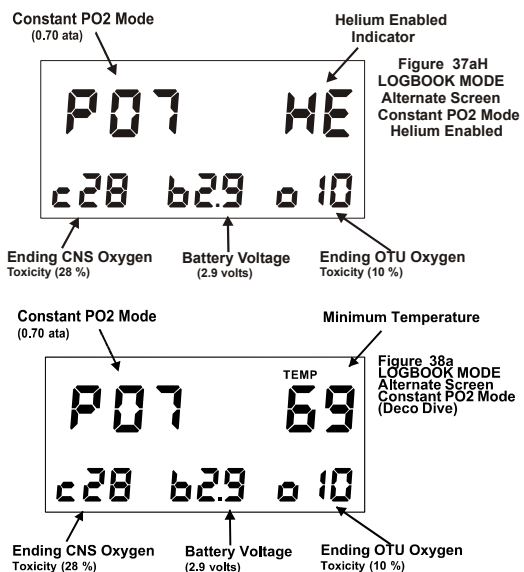 Constant PO2 Mode
(0.70 ata)
Helium Enabled
Indicator
Figure 37aH
LOGBOOK MODE
Alternate Screen
Constant PO2 Mode
Helium Enabled
P07 HE
c28 b2.9 o 10
Ending CNS Oxygen
Toxicity (28 %)
Battery Voltage
(2.9 volts)
Ending OTU Oxygen
Toxicity (10 %)
Constant PO2 Mode
(0.70 ata)
Minimum Temperature
Figure 38a
LOGBOOK MODE
Alternate Screen
Constant PO2 Mode
(Deco Dive)
TEMP
P07 69
c28 b2.9 o 10
Ending CNS Oxygen
Toxicity (28 %)
Battery Voltage
(2.9 volts)
Ending OTU Oxygen
Toxicity (10 %)